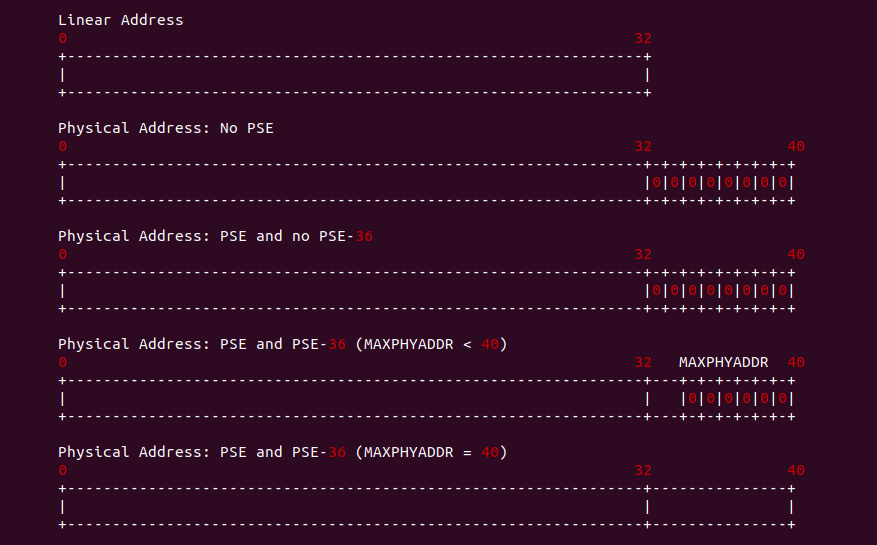 Linear Address
0                                                               32
+----------------------------------------------------------------+
|                                                                |
+----------------------------------------------------------------+
Physical Address: No PSE
0                                                               32               40
+----------------------------------------------------------------+-+-+-+-+-+-+-+-+
|                                                                |0|0|0|0|0|0|0|0|
+----------------------------------------------------------------+-+-+-+-+-+-+-+-+
Physical Address: PSE and no PSE-36
0                                                               32               40
+----------------------------------------------------------------+-+-+-+-+-+-+-+-+
|                                                                |0|0|0|0|0|0|0|0|
+----------------------------------------------------------------+-+-+-+-+-+-+-+-+
Physical Address: PSE and PSE-36 (MAXPHYADDR < 40)
0                                                               32   MAXPHYADDR  40
+----------------------------------------------------------------+---+-+-+-+-+-+-+
|                                                                |   |0|0|0|0|0|0|
+----------------------------------------------------------------+---+-+-+-+-+-+-+
Physical Address: PSE and PSE-36 (MAXPHYADDR = 40)
0                                                               32               40
+----------------------------------------------------------------+---------------+
|                                                                |               |
+----------------------------------------------------------------+---------------+